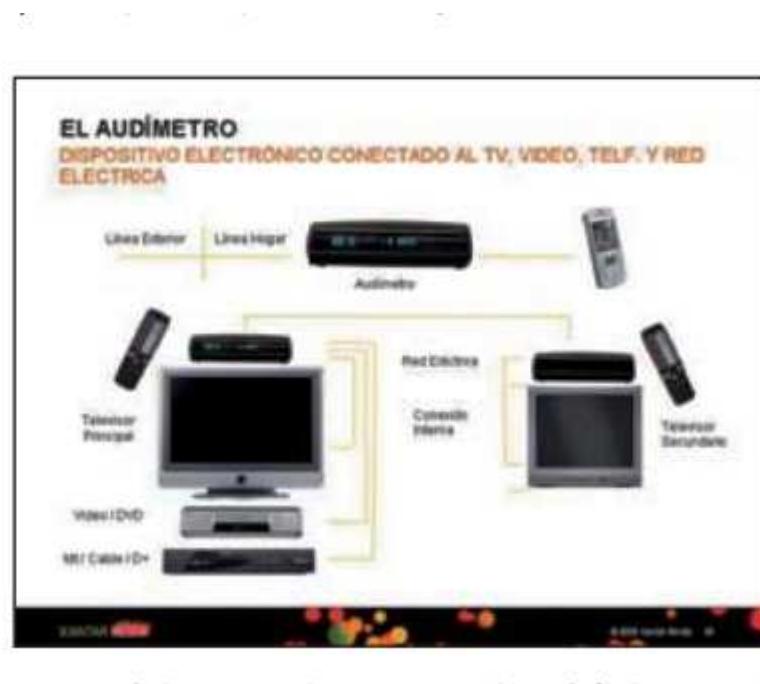 EL AUDÍMETRO
DISPOSITIVO ELECTRÓNICO CONECTADO AL TV, VIDEO, TELF. Y RED
ELECTRICA
Línea Exterior
Línea Hogar
Audímetro
Red Eléctrica
Conexión
Interna
Televisor
Principal
Televisor
Secundario
Video / DVD
Cable / D+
KANTAR